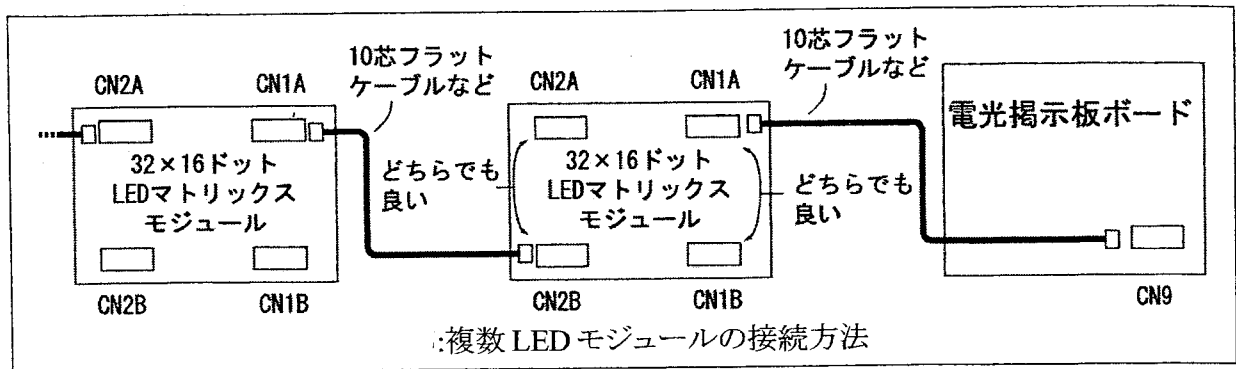 10芯フラット
ケーブルなど
10芯フラット
ケーブルなど
CN2A
CN1A
CN2A
CN1A
電光掲示板ボード
32×16ドット
LEDマトリックス
モジュール
どちらでも
良い
32×16ドット
LEDマトリックス
モジュール
どちらでも
良い
CN2B
CN1B
CN2B
CN1B
CN9
:複数 LED モジュールの接続方法